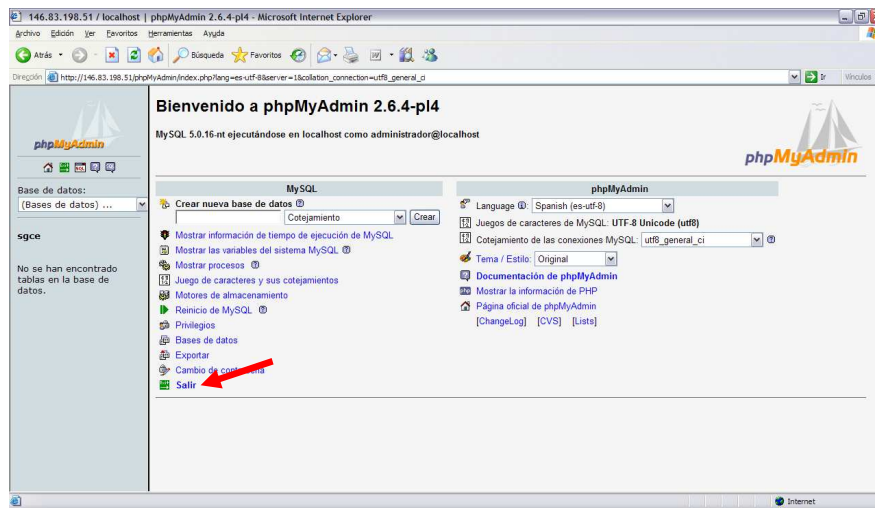 146.83.198.51 / localhost | phpMyAdmin 2.6.4-pl4 - Microsoft Internet Explorer
Archivo Edición Ver Favoritos Herramientas Ayuda
Atrás Búsqueda Favoritos
Dirección http://146.83.198.51/phpMyAdmin/index.php?lang=es-utf-8&server=1&collation_connection=utf8_general_ci Ir Vínculos
phpMyAdmin
Base de datos:
(Bases de datos) ...
sgce
No se han encontrado
tablas en la base de
datos.
Bienvenido a phpMyAdmin 2.6.4-pl4
MySQL 5.0.16-nt ejecutándose en localhost como administrador@localhost
phpMyAdmin
MySQL
Crear nueva base de datos
Cotejamiento Crear
Mostrar información de tiempo de ejecución de MySQL
Mostrar las variables del sistema MySQL
Mostrar procesos
Juego de caracteres y sus cotejamientos
Motores de almacenamiento
Reinicio de MySQL
Privilegios
Bases de datos
Exportar
Cambio de contraseña
Salir
phpMyAdmin
Language : Spanish (es-utf-8)
Juegos de caracteres de MySQL: UTF-8 Unicode (utf8)
Cotejamiento de las conexiones MySQL: utf8_general_ci
Tema / Estilo: Original
Documentación de phpMyAdmin
Mostrar la información de PHP
Página oficial de phpMyAdmin
[ChangeLog] [CVS] [Lists]
Internet